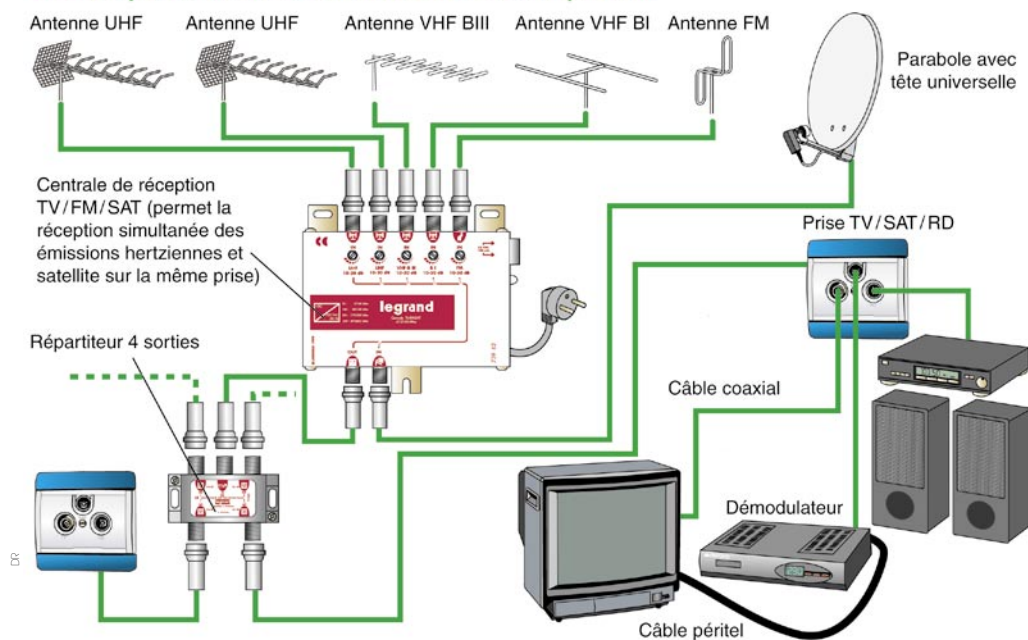 Antenne UHF
Antenne UHF
Antenne VHF BIII
Antenne VHF BI
Antenne FM
Parabole avec
tête universelle
Centrale de réception
TV/FM/SAT (permet la
réception simultanée des
émissions hertziennes et
satellite sur la même prise)
legrand
Prise TV/SAT/RD
Répartiteur 4 sorties
Câble coaxial
Démodulateur
Câble péritel
DR